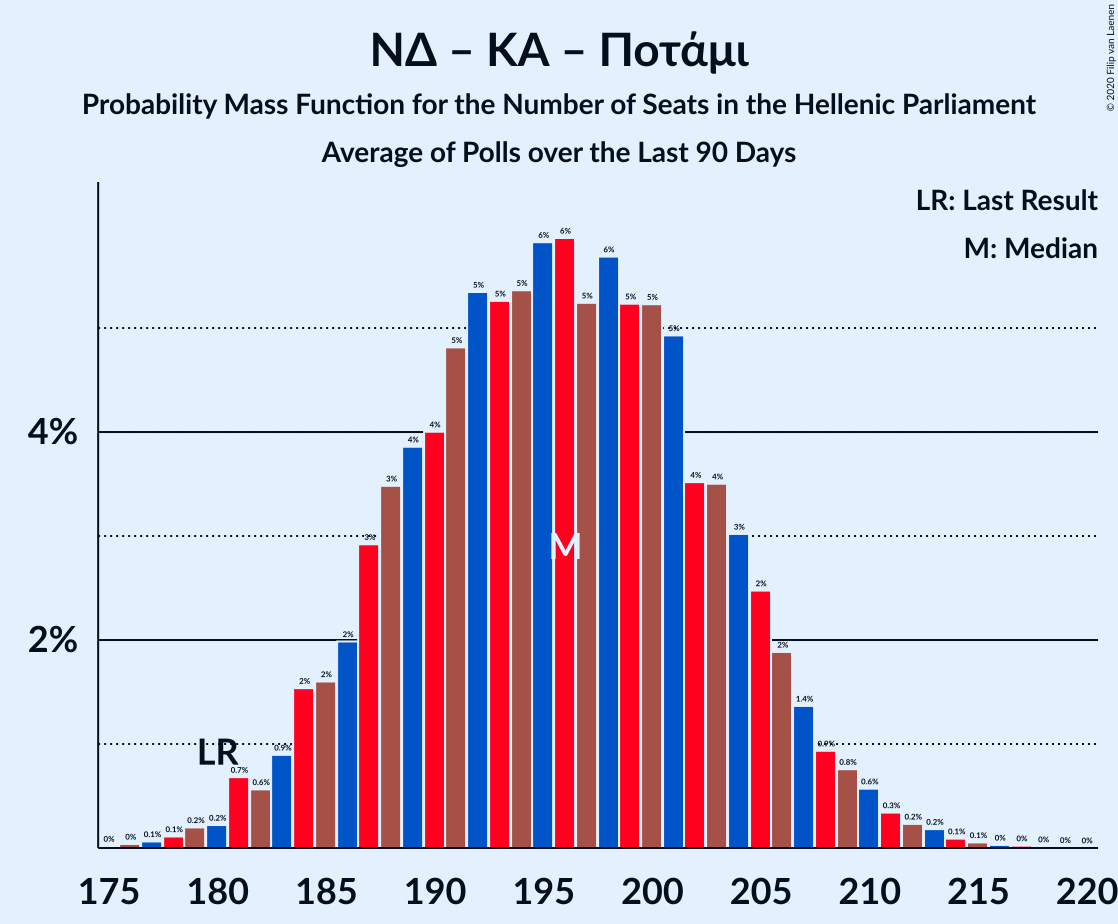 ΝΔ – ΚΑ – Ποτάμι
Probability Mass Function for the Number of Seats in the Hellenic Parliament
Average of Polls over the Last 90 Days
© 2020 Filip van Laenen
LR: Last Result
M: Median
4%
2%
0% 0% 0.1% 0.1% 0.2% 0.2% 0.7% 0.6% 0.9% 2% 2% 2% 3% 3% 4% 4% 5% 5% 5% 5% 6% 6% 5% 6% 5% 5% 5% 4% 4% 3% 2% 2% 1.4% 0.9% 0.8% 0.6% 0.3% 0.2% 0.2% 0.1% 0.1% 0% 0% 0% 0% 0%
LR
M
175 180 185 190 195 200 205 210 215 220